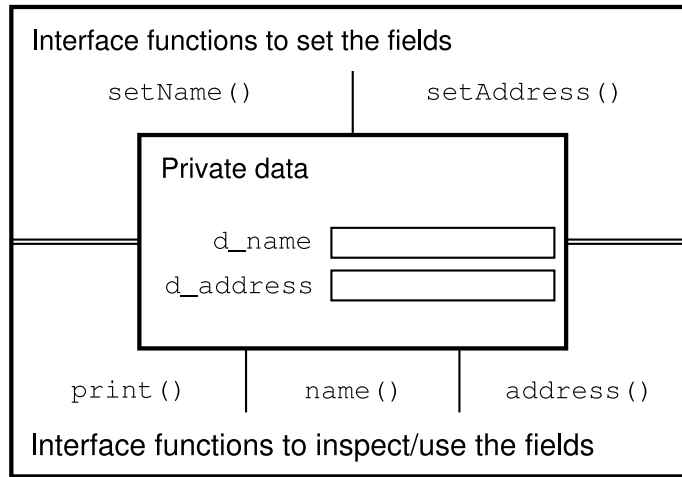 Interface functions to set the fields
setName() setAddress()
Private data
d_name
d_address
print() name() address()
Interface functions to inspect/use the fields